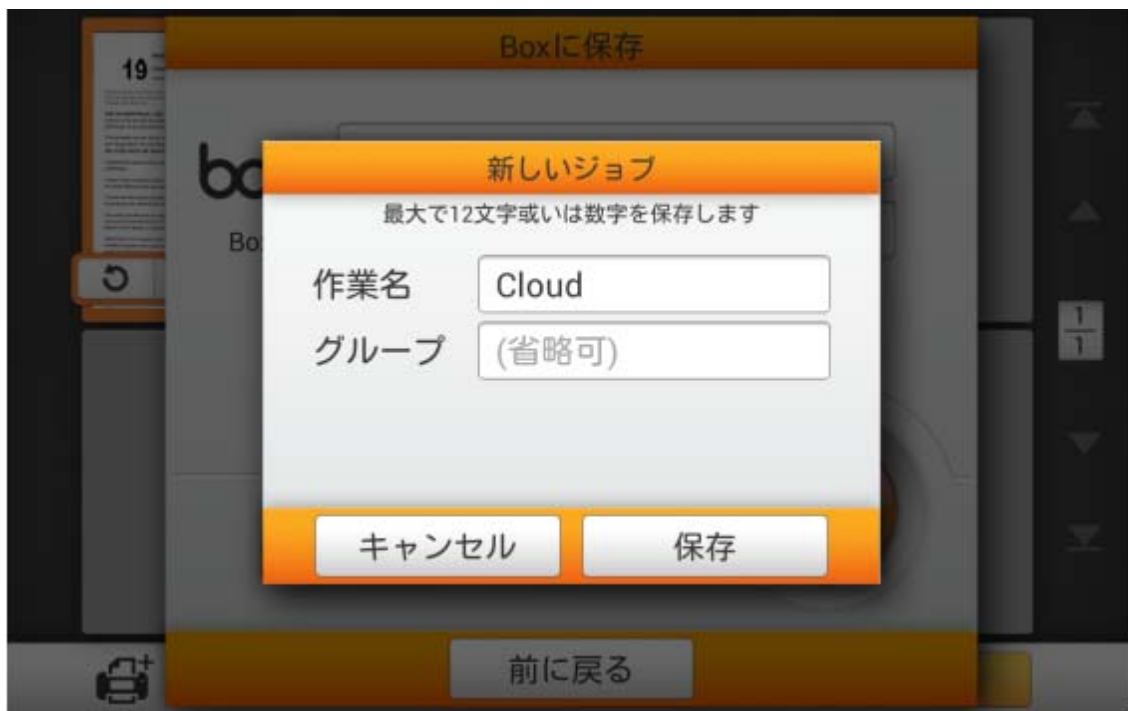 Boxに保存
19
新しいジョブ
最大で12文字或いは数字を保存します
作業名 Cloud
グループ (省略可)
1
1
キャンセル 保存
前に戻る